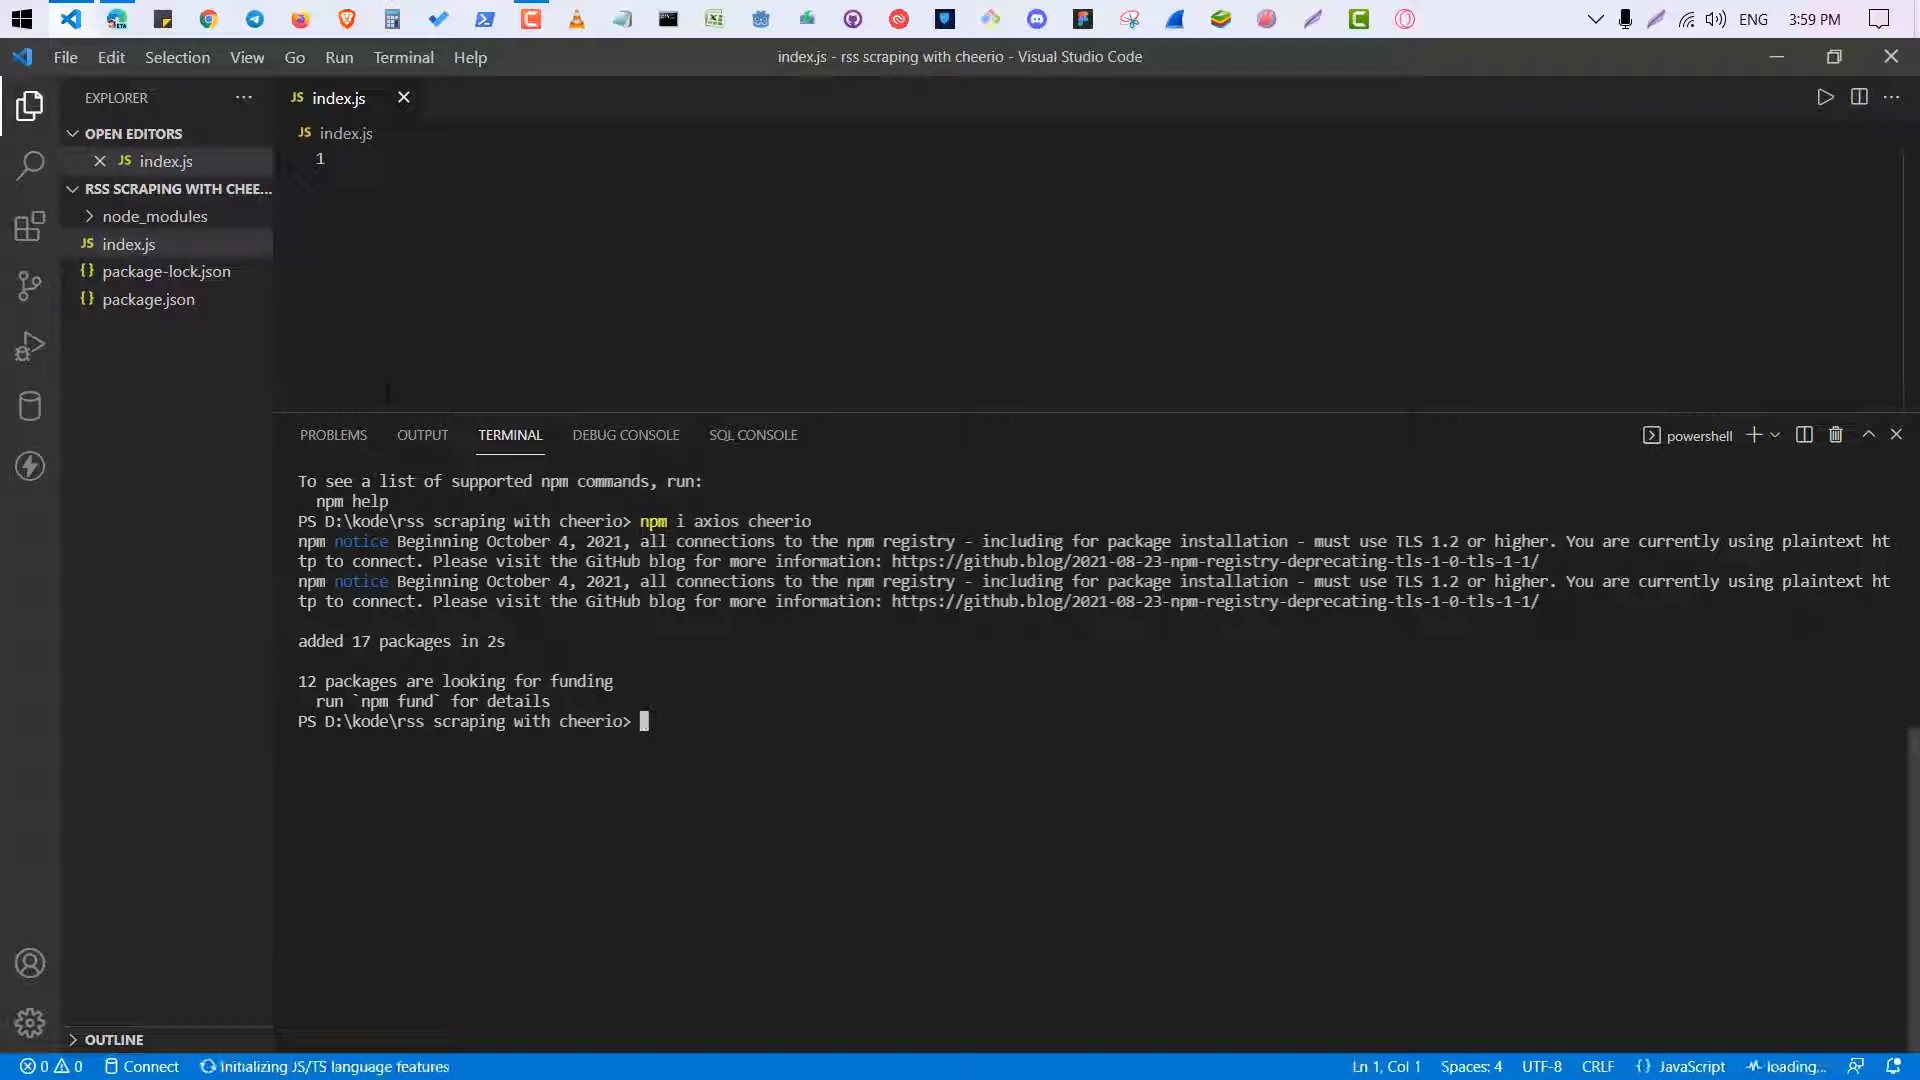 ENG 3:59 PM
File Edit Selection View Go Run Terminal Help
index.js - rss scraping with cheerio - Visual Studio Code
EXPLORER
OPEN EDITORS
JS index.js
RSS SCRAPING WITH CHEE...
node_modules
JS index.js
{} package-lock.json
{} package.json
OUTLINE
JS index.js
JS index.js
1
PROBLEMS OUTPUT TERMINAL DEBUG CONSOLE SQL CONSOLE
powershell
To see a list of supported npm commands, run:
npm help
PS D:\kode\rss scraping with cheerio> npm i axios cheerio
npm notice Beginning October 4, 2021, all connections to the npm registry - including for package installation - must use TLS 1.2 or higher. You are currently using plaintext ht
tp to connect. Please visit the GitHub blog for more information: https://github.blog/2021-08-23-npm-registry-deprecating-tls-1-0-tls-1-1/
npm notice Beginning October 4, 2021, all connections to the npm registry - including for package installation - must use TLS 1.2 or higher. You are currently using plaintext ht
tp to connect. Please visit the GitHub blog for more information: https://github.blog/2021-08-23-npm-registry-deprecating-tls-1-0-tls-1-1/
added 17 packages in 2s
12 packages are looking for funding
run `npm fund` for details
PS D:\kode\rss scraping with cheerio>
0 0 Connect Initializing JS/TS language features
Ln 1, Col 1 Spaces: 4 UTF-8 CRLF {} JavaScript loading...